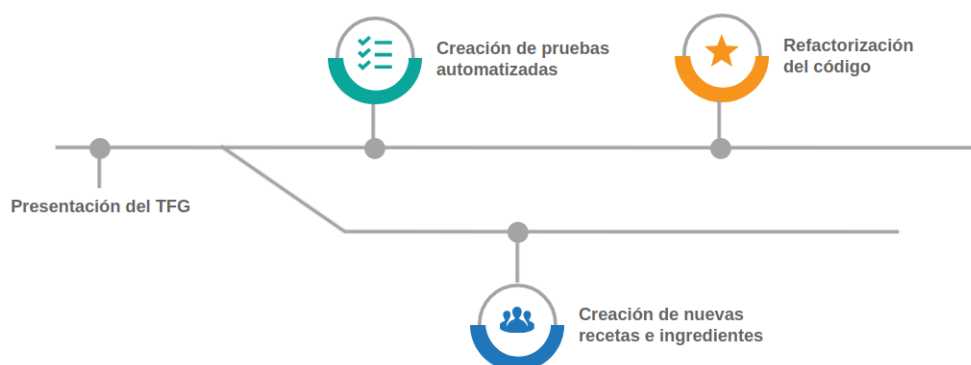 Creación de pruebas
automatizadas
Refactorización
del código
Presentación del TFG
Creación de nuevas
recetas e ingredientes